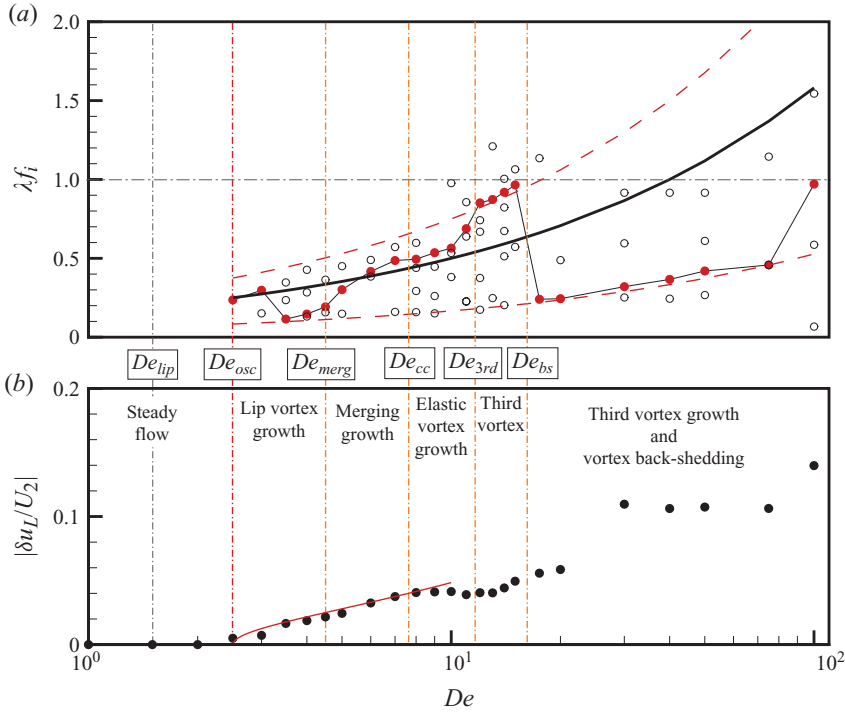 (a)
2.0
1.5
1.0
0.5
0
λf_i
De_lip
De_osc
De_merg
De_cc
De_3rd
De_bs
(b)
0.2
0.1
0
|δu_L/U_2|
Steady
flow
Lip vortex
growth
Merging
growth
Elastic
vortex
growth
Third
vortex
Third vortex growth
and
vortex back-shedding
10^0
10^1
10^2
De